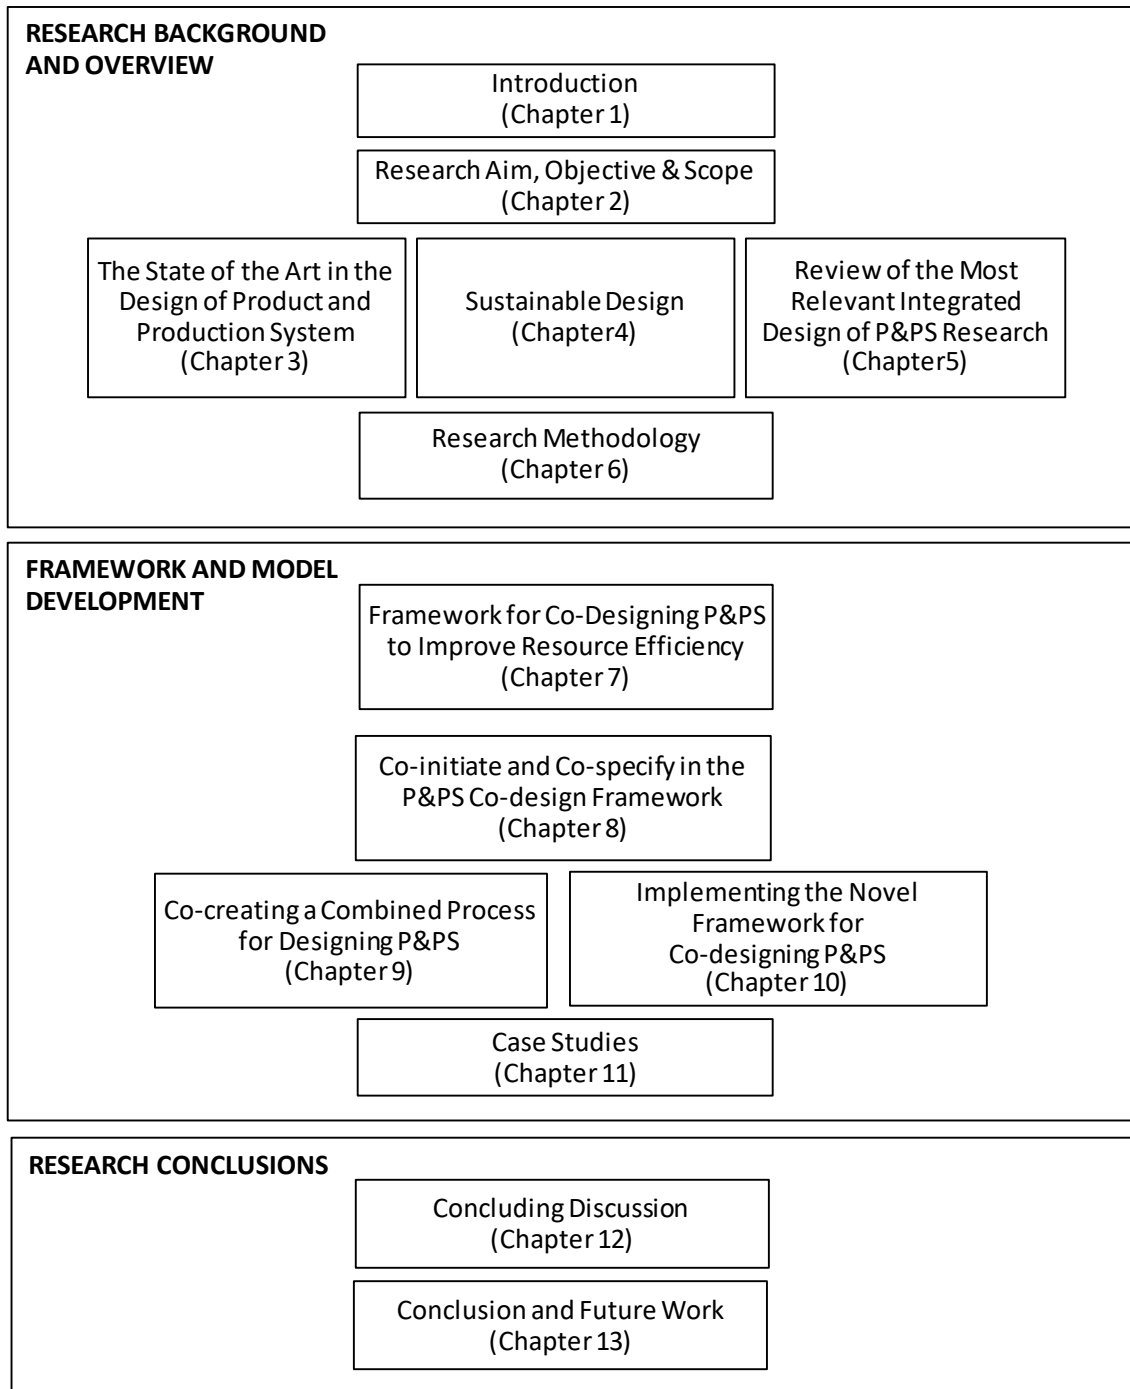 RESEARCH BACKGROUND
AND OVERVIEW
Introduction
(Chapter 1)
Research Aim, Objective & Scope
(Chapter 2)
The State of the Art in the
Design of Product and
Production System
(Chapter 3)
Sustainable Design
(Chapter4)
Review of the Most
Relevant Integrated
Design of P&PS Research
(Chapter5)
Research Methodology
(Chapter 6)
FRAMEWORK AND MODEL
DEVELOPMENT
Framework for Co-Designing P&PS
to Improve Resource Efficiency
(Chapter 7)
Co-initiate and Co-specify in the
P&PS Co-design Framework
(Chapter 8)
Co-creating a Combined Process
for Designing P&PS
(Chapter 9)
Implementing the Novel
Framework for
Co-designing P&PS
(Chapter 10)
Case Studies
(Chapter 11)
RESEARCH CONCLUSIONS
Concluding Discussion
(Chapter 12)
Conclusion and Future Work
(Chapter 13)